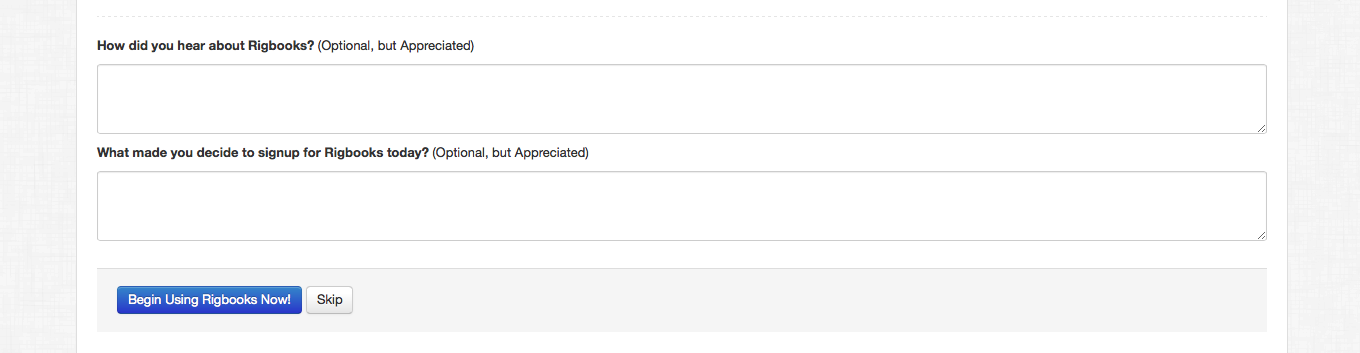 How did you hear about Rigbooks? (Optional, but Appreciated)
What made you decide to signup for Rigbooks today? (Optional, but Appreciated)
Begin Using Rigbooks Now! Skip